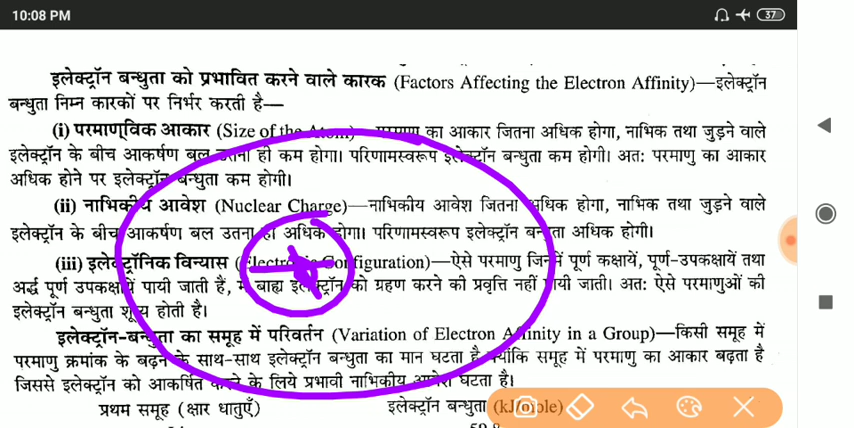 10:08 PM
37
इलेक्ट्रॉन बन्धुता को प्रभावित करने वाले कारक (Factors Affecting the Electron Affinity)—इलेक्ट्रॉन
बन्धुता निम्न कारकों पर निर्भर करती है—
(i) परमाण्विक आकार (Size of the Atom)—परमाणु का आकार जितना अधिक होगा, नाभिक तथा जुड़ने वाले
इलेक्ट्रॉन के बीच आकर्षण बल उतना ही कम होगा। परिणामस्वरूप इलेक्ट्रॉन बन्धुता कम होगी। अतः परमाणु का आकार
अधिक होने पर इलेक्ट्रॉन बन्धुता कम होगी।
(ii) नाभिकीय आवेश (Nuclear Charge)—नाभिकीय आवेश जितना अधिक होगा, नाभिक तथा जुड़ने वाले
इलेक्ट्रॉन के बीच आकर्षण बल उतना ही अधिक होगा। परिणामस्वरूप इलेक्ट्रॉन बन्धुता अधिक होगी।
(iii) इलेक्ट्रॉनिक विन्यास (Electronic Configuration)—ऐसे परमाणु जिनमें पूर्ण कक्षायें, पूर्ण-उपकक्षायें तथा
अर्द्ध पूर्ण उपकक्षायें पायी जाती हैं, में बाह्य इलेक्ट्रॉन को ग्रहण करने की प्रवृत्ति नहीं पायी जाती। अतः ऐसे परमाणुओं की
इलेक्ट्रॉन बन्धुता शून्य होती है।
इलेक्ट्रॉन-बन्धुता का समूह में परिवर्तन (Variation of Electron Affinity in a Group)—किसी समूह में
परमाणु क्रमांक के बढ़ने के साथ-साथ इलेक्ट्रॉन बन्धुता का मान घटता है क्योंकि समूह में परमाणु का आकार बढ़ता है
जिससे इलेक्ट्रॉन को आकर्षित करने के लिये प्रभावी नाभिकीय आवेश घटता है।
प्रथम समूह (क्षार धातुएँ) इलेक्ट्रॉन बन्धुता (kJ/mole)